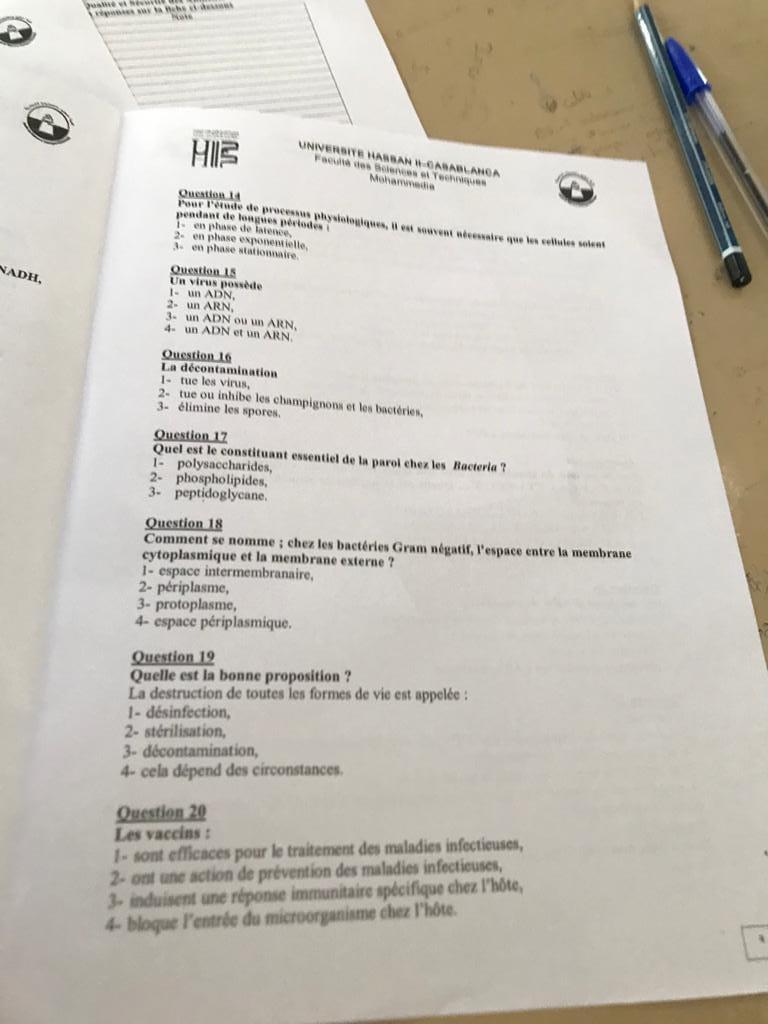 réponses sur la fiche ci-dessous
Note
NADH,
UNIVERSITE HASSAN II-CASABLANCA
Faculté des Sciences et Techniques
Mohammedia
Question 14
Pour l'étude de processus physiologiques, il est souvent nécessaire que les cellules soient
pendant de longues périodes :
1- en phase de latence,
2- en phase exponentielle,
3- en phase stationnaire.
Question 15
Un virus possède
1- un ADN,
2- un ARN,
3- un ADN ou un ARN,
4- un ADN et un ARN.
Question 16
La décontamination
1- tue les virus,
2- tue ou inhibe les champignons et les bactéries,
3- élimine les spores.
Question 17
Quel est le constituant essentiel de la paroi chez les Bacteria ?
1- polysaccharides,
2- phospholipides,
3- peptidoglycane.
Question 18
Comment se nomme ; chez les bactéries Gram négatif, l'espace entre la membrane
cytoplasmique et la membrane externe ?
1- espace intermembranaire,
2- périplasme,
3- protoplasme,
4- espace périplasmique.
Question 19
Quelle est la bonne proposition ?
La destruction de toutes les formes de vie est appelée :
1- désinfection,
2- stérilisation,
3- décontamination,
4- cela dépend des circonstances.
Question 20
Les vaccins :
1- sont efficaces pour le traitement des maladies infectieuses,
2- ont une action de prévention des maladies infectieuses,
3- induisent une réponse immunitaire spécifique chez l'hôte,
4- bloque l'entrée du microorganisme chez l'hôte.